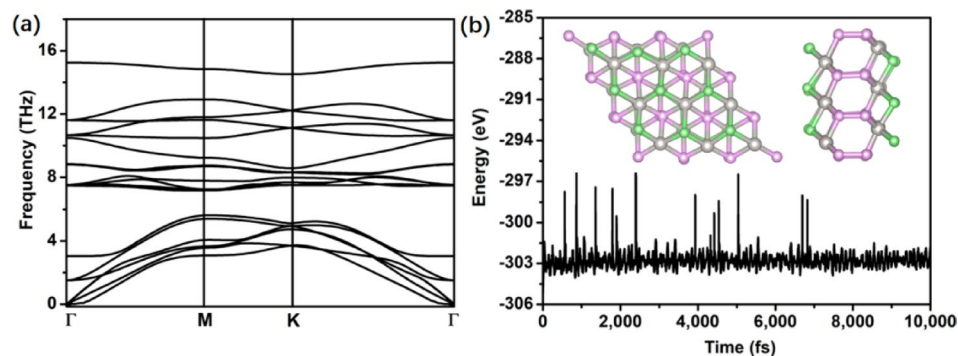 (a)
Frequency (THz)
16
12
8
4
0
Γ
M
K
Γ
(b)
Energy (eV)
-285
-288
-291
-294
-297
-300
-303
-306
0
2,000
4,000
6,000
8,000
10,000
Time (fs)